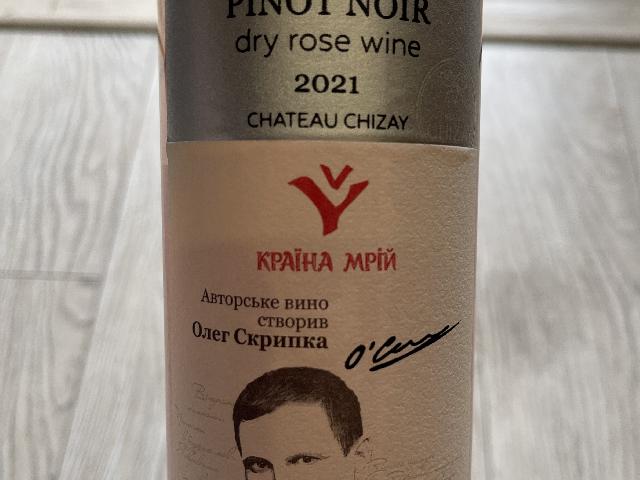 PINOT NOIR
dry rose wine
2021
CHATEAU CHIZAY
КРАЇНА МРІЙ
Авторське вино
створив
Олег Скрипка